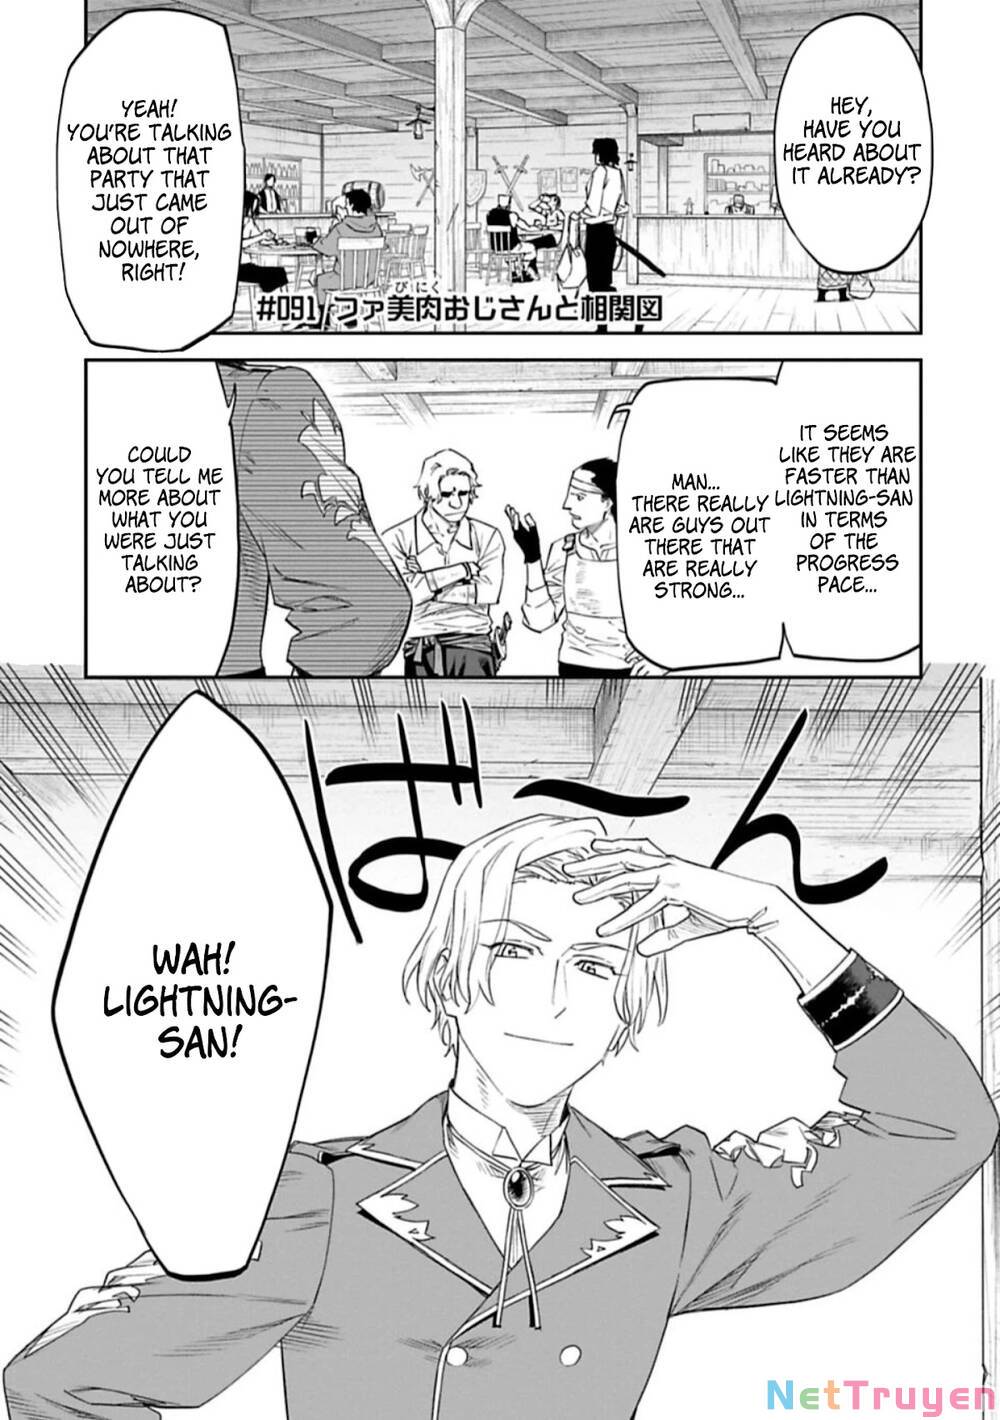 HEY,
HAVE YOU
HEARD ABOUT
IT ALREADY?
YEAH!
YOU'RE TALKING
ABOUT THAT
PARTY THAT
JUST CAME
OUT OF
NOWHERE,
RIGHT!
びにく
#091 ファ美肉おじさんと相関図
IT SEEMS
LIKE THEY ARE
FASTER THAN
LIGHTNING-SAN
IN TERMS
OF THE
PROGRESS
PACE...
MAN...
THERE REALLY
ARE GUYS OUT
THERE THAT
ARE REALLY
STRONG...
COULD
YOU TELL ME
MORE ABOUT
WHAT YOU
WERE JUST
TALKING
ABOUT?
ばーん
WAH!
LIGHTNING-
SAN!
NetTruyen